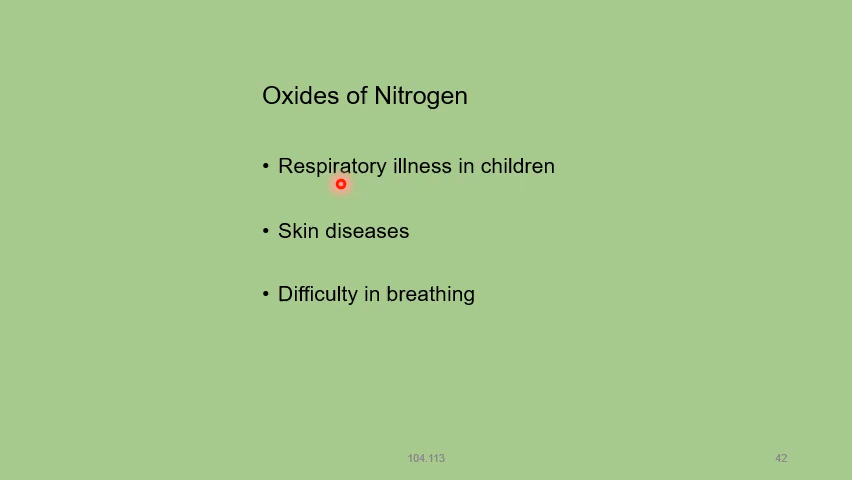 Oxides of Nitrogen
• Respiratory illness in children
• Skin diseases
• Difficulty in breathing
104.113
42